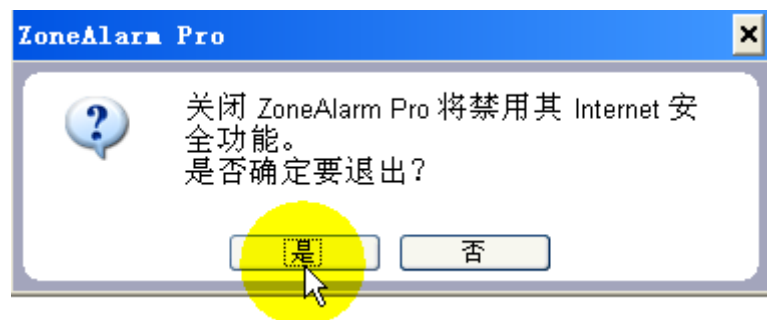 ZoneAlarm Pro
关闭 ZoneAlarm Pro 将禁用其 Internet 安
全功能。
是否确定要退出?
是 否